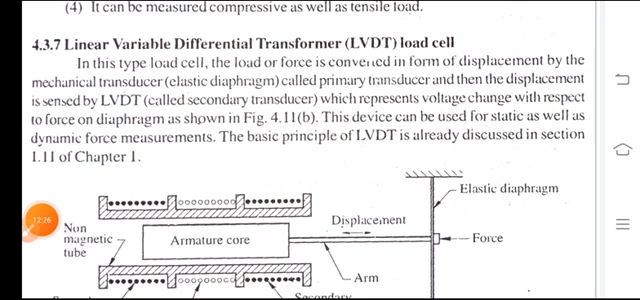 (4) It can be measured compressive as well as tensile load.
4.3.7 Linear Variable Differential Transformer (LVDT) load cell
In this type load cell, the load or force is converted in form of displacement by the
mechanical transducer (elastic diaphragm) called primary transducer and then the displacement
is sensed by LVDT (called secondary transducer) which represents voltage change with respect
to force on diaphragm as shown in Fig. 4.11(b). This device can be used for static as well as
dynamic force measurements. The basic principle of LVDT is already discussed in section
1.11 of Chapter 1.
Elastic diaphragm
12:26
Non
magnetic
tube
Armature core
Displacement
Force
Arm
Secondary